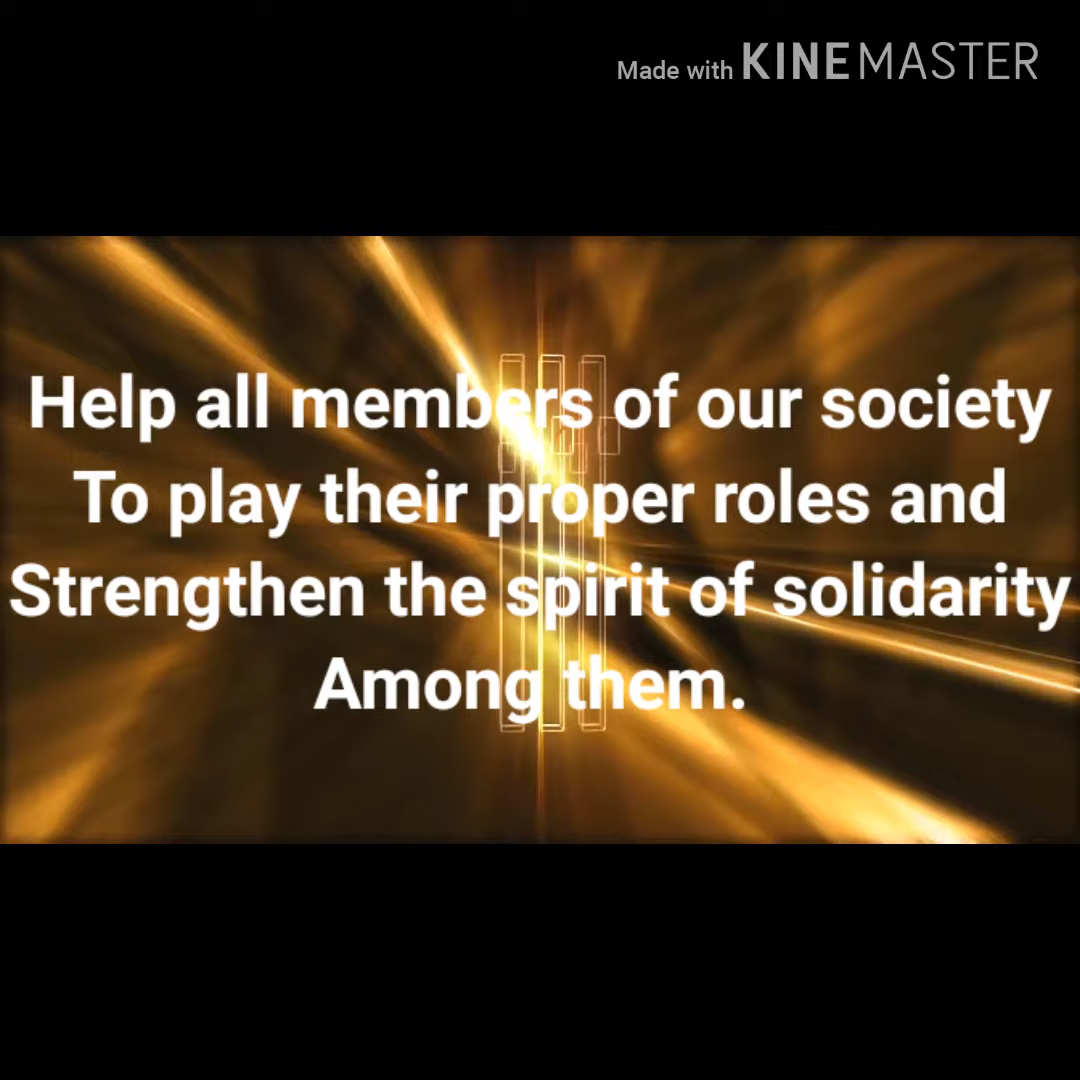 Made with KINEMASTER
Help all members of our society
To play their proper roles and
Strengthen the spirit of solidarity
Among them.